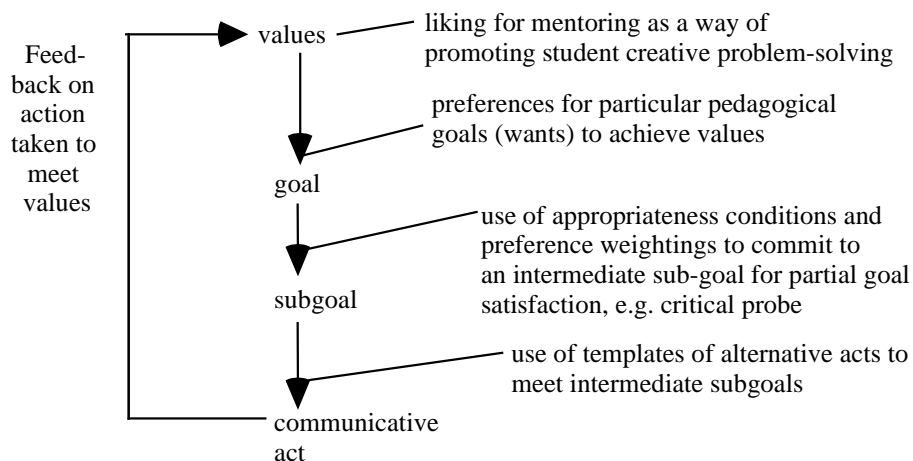 Feed-
back on
action
taken to
meet
values
values
liking for mentoring as a way of
promoting student creative problem-solving
preferences for particular pedagogical
goals (wants) to achieve values
goal
use of appropriateness conditions and
preference weightings to commit to
an intermediate sub-goal for partial goal
satisfaction, e.g. critical probe
subgoal
use of templates of alternative acts to
meet intermediate subgoals
communicative
act